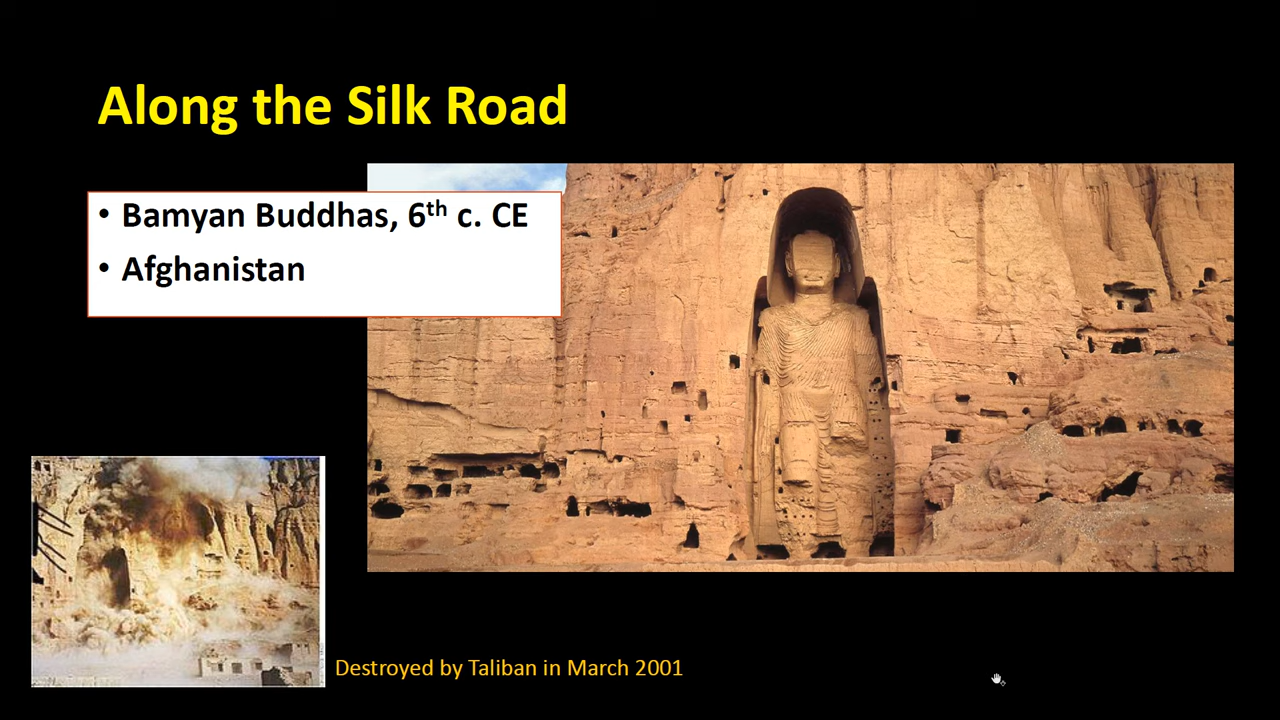 Along the Silk Road
• Bamyan Buddhas, 6th c. CE
• Afghanistan
Destroyed by Taliban in March 2001